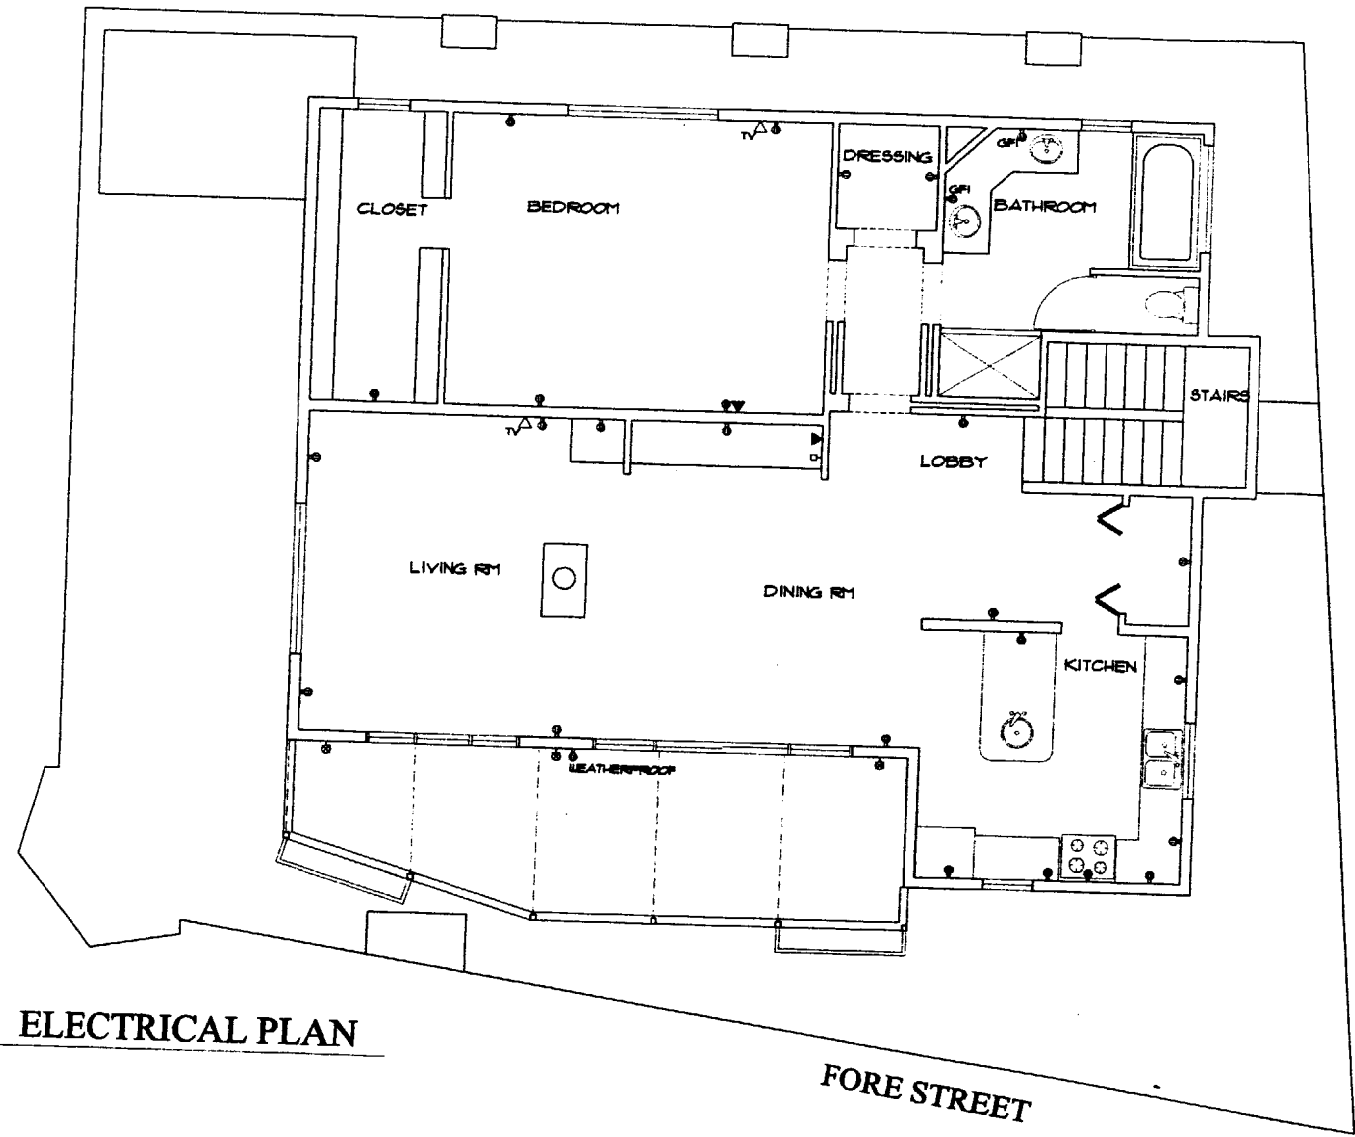 TV
DRESSING
GFI
GFI
CLOSET
BEDROOM
BATHROOM
STAIRS
TV
LOBBY
LIVING RM
DINING RM
KITCHEN
WEATHERPROOF
ELECTRICAL PLAN
FORE STREET